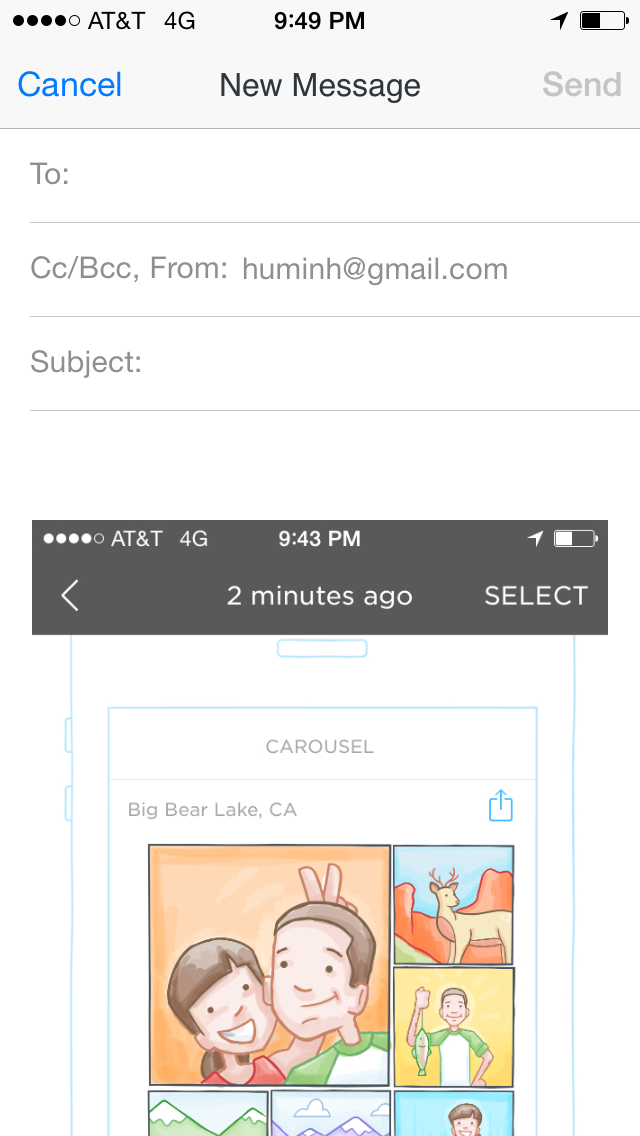 AT&T 4G 9:49 PM
Cancel New Message Send
To:
Cc/Bcc, From: huminh@gmail.com
Subject:
AT&T 4G 9:43 PM
2 minutes ago SELECT
CAROUSEL
Big Bear Lake, CA